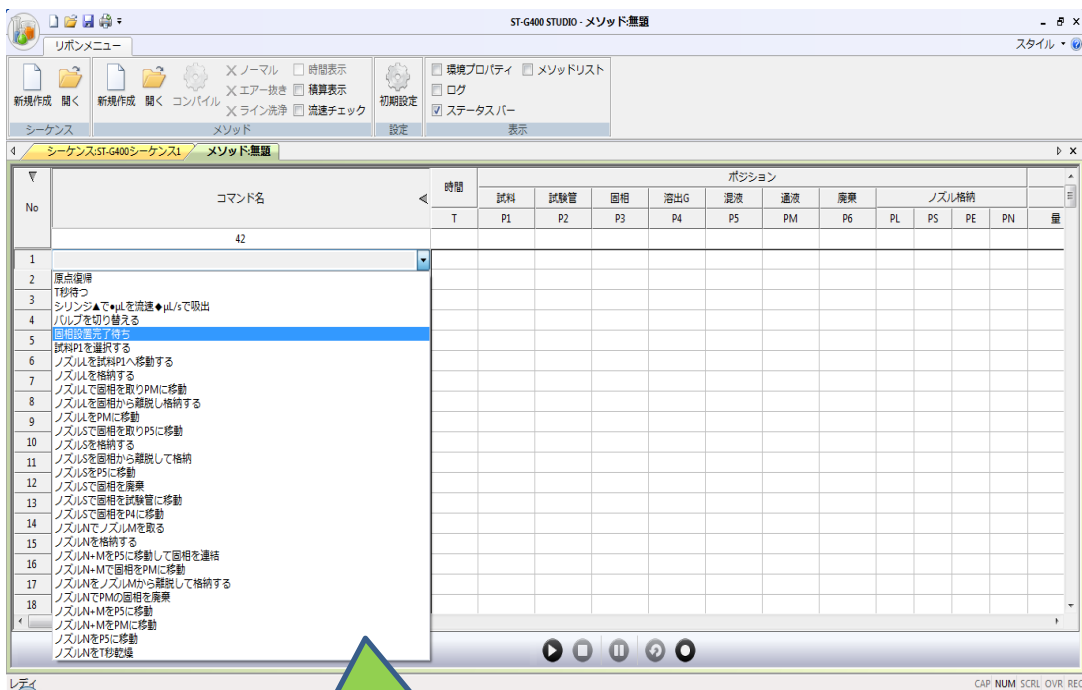 ST-G400 STUDIO - メソッド:無題
リボンメニュー
スタイル
新規作成 開く
シーケンス
新規作成 開く コンパイル
ノーマル 時間表示
エアー抜き 積算表示
ライン洗浄 流速チェック
メソッド
初期設定
設定
環境プロパティ メソッドリスト
ログ
ステータスバー
表示
シーケンス:ST-G400シーケンス1 メソッド:無題
No コマンド名 時間 ポジション
試料 試験管 固相 溶出G 混液 通液 廃棄 ノズル格納
T P1 P2 P3 P4 P5 PM P6 PL PS PE PN 量
42
1
2 原点復帰
T秒待つ
3 シリンジ▲で●μLを流速◆μL/sで吸出
4 バルブを切り替える
5 固相設置完了待ち
試料P1を選択する
6 ノズルLを試料P1へ移動する
7 ノズルLを格納する
ノズルLで固相を取りPMに移動
8 ノズルLを固相から離脱し格納する
9 ノズルLをPMに移動
ノズルSで固相を取りP5に移動
10 ノズルSを格納する
11 ノズルSを固相から離脱して格納
ノズルSをP5に移動
12 ノズルSで固相を廃棄
13 ノズルSで固相を試験管に移動
ノズルSで固相をP4に移動
14 ノズルNでノズルMを取る
15 ノズルNを格納する
ノズルN+MをP5に移動して固相を連結
16 ノズルN+Mで固相をPMに移動
17 ノズルNをノズルMから離脱して格納する
ノズルNでPMの固相を廃棄
18 ノズルN+MをP5に移動
ノズルN+MをPMに移動
ノズルNをP5に移動
ノズルNをT秒乾燥
レディ
CAP NUM SCRL OVR REC